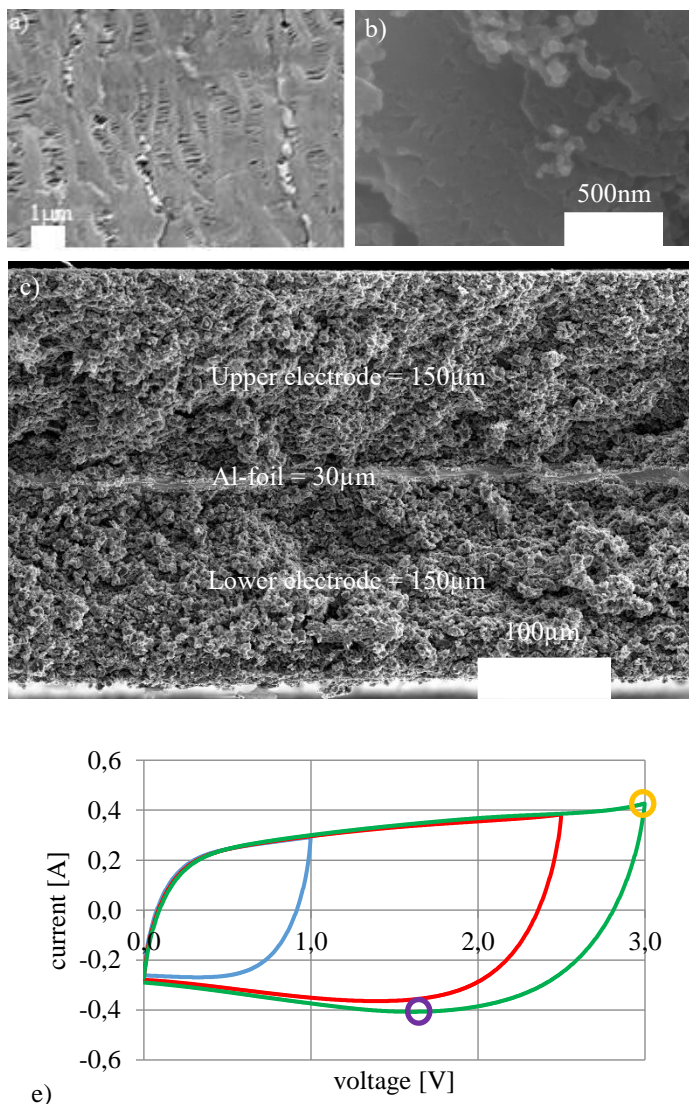 a)
1µm
b)
500nm
c)
Upper electrode = 150µm
Al-foil = 30µm
Lower electrode = 150µm
100µm
0,6
0,4
0,2
0,0
-0,2
-0,4
-0,6
0,0 1,0 2,0 3,0
current [A]
voltage [V]
e)